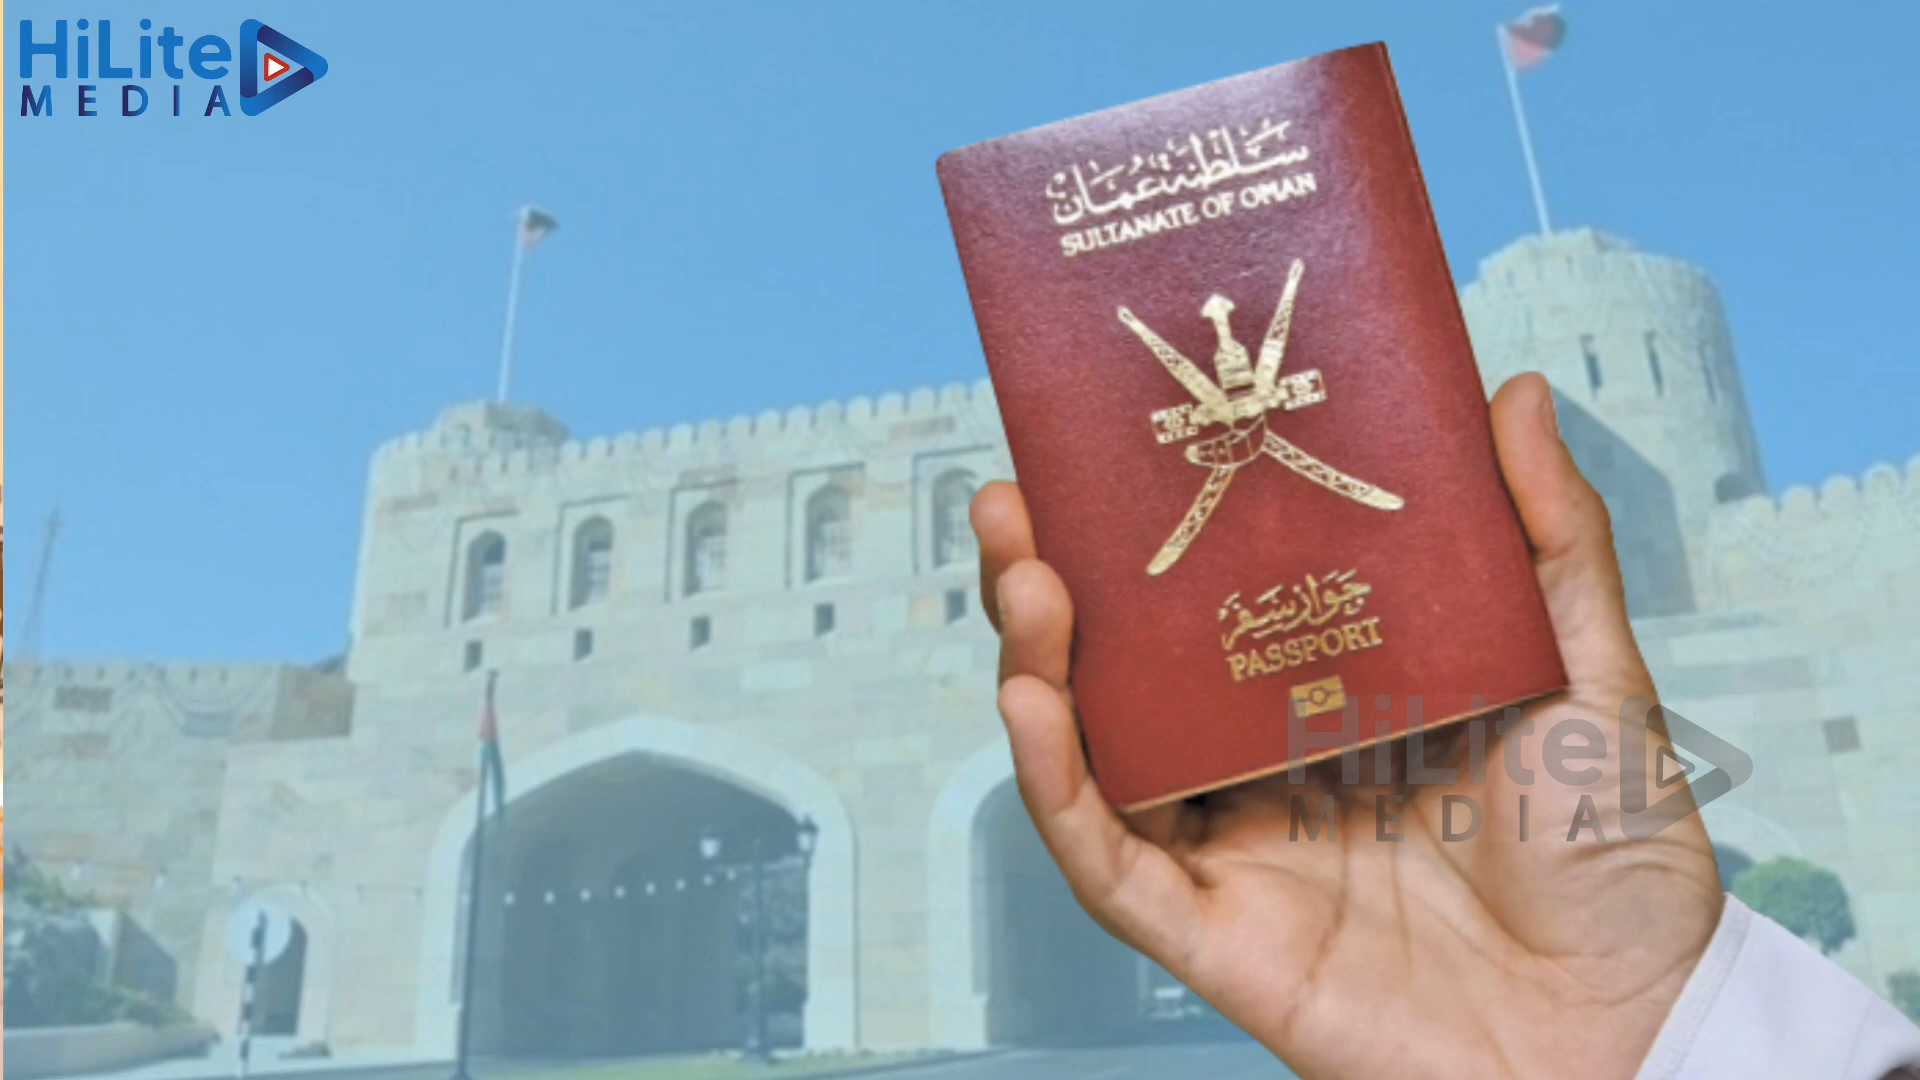 HiLite
MEDIA
سلطنة عمان
SULTANATE OF OMAN
جواز سفر
PASSPORT
HiLite
MEDIA